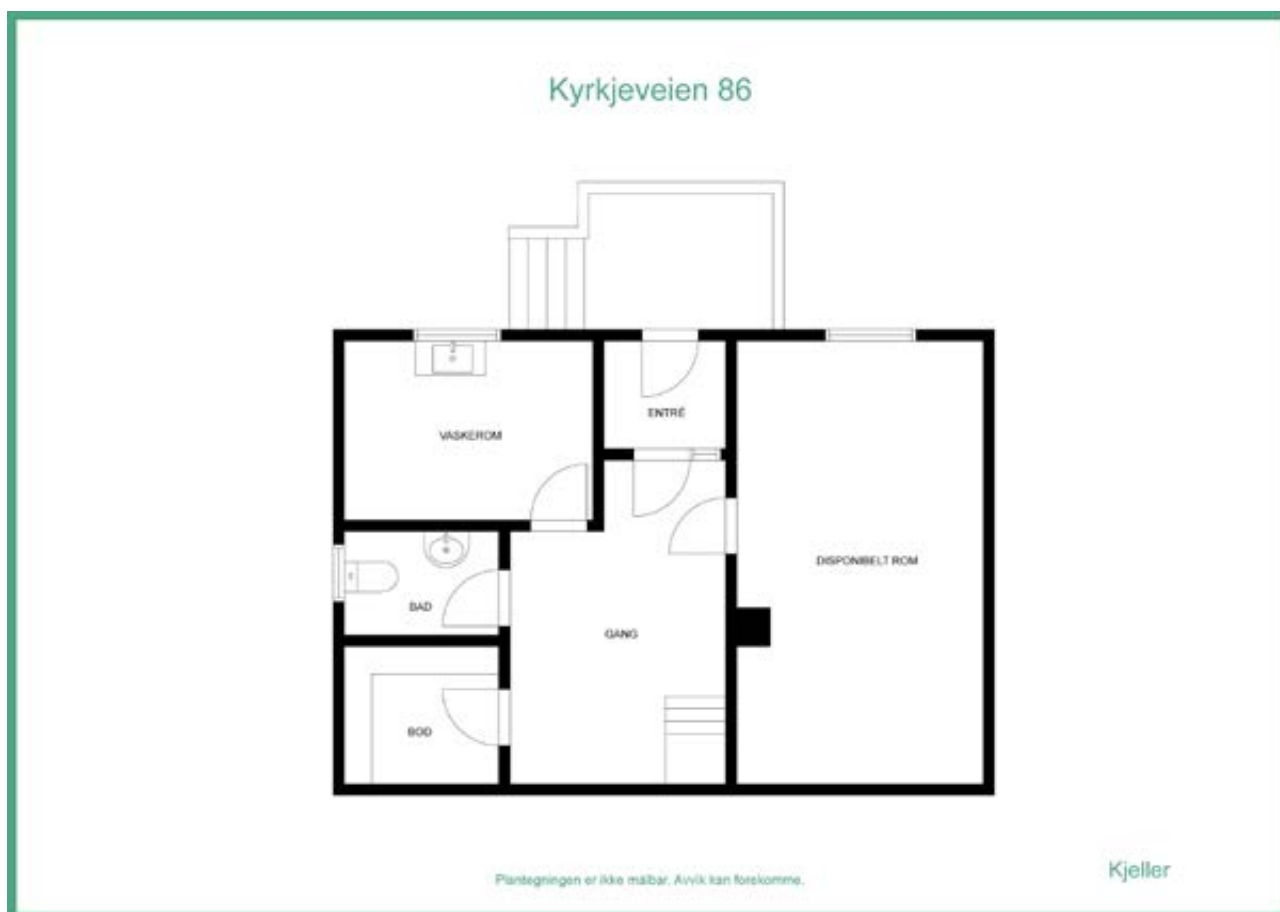 Kyrkjeveien 86
ENTRÉ
VASKEROM
DISPONIBELT ROM
BAD
GANG
BOD
Kjeller
Plantegningen er ikke målbar. Avvik kan forekomme.